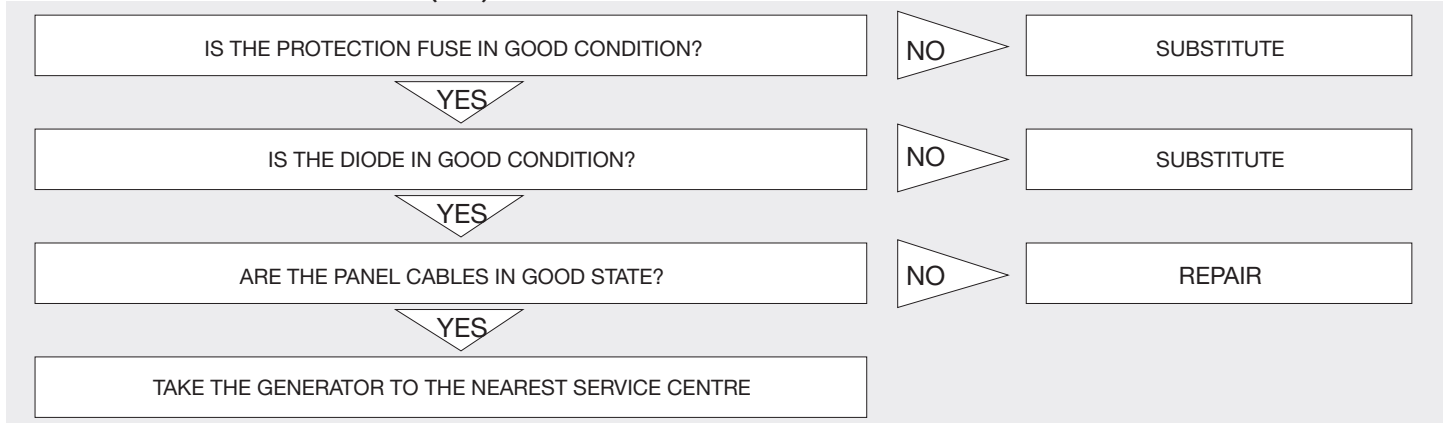 IS THE PROTECTION FUSE IN GOOD CONDITION?
NO
SUBSTITUTE
YES
IS THE DIODE IN GOOD CONDITION?
NO
SUBSTITUTE
YES
ARE THE PANEL CABLES IN GOOD STATE?
NO
REPAIR
YES
TAKE THE GENERATOR TO THE NEAREST SERVICE CENTRE